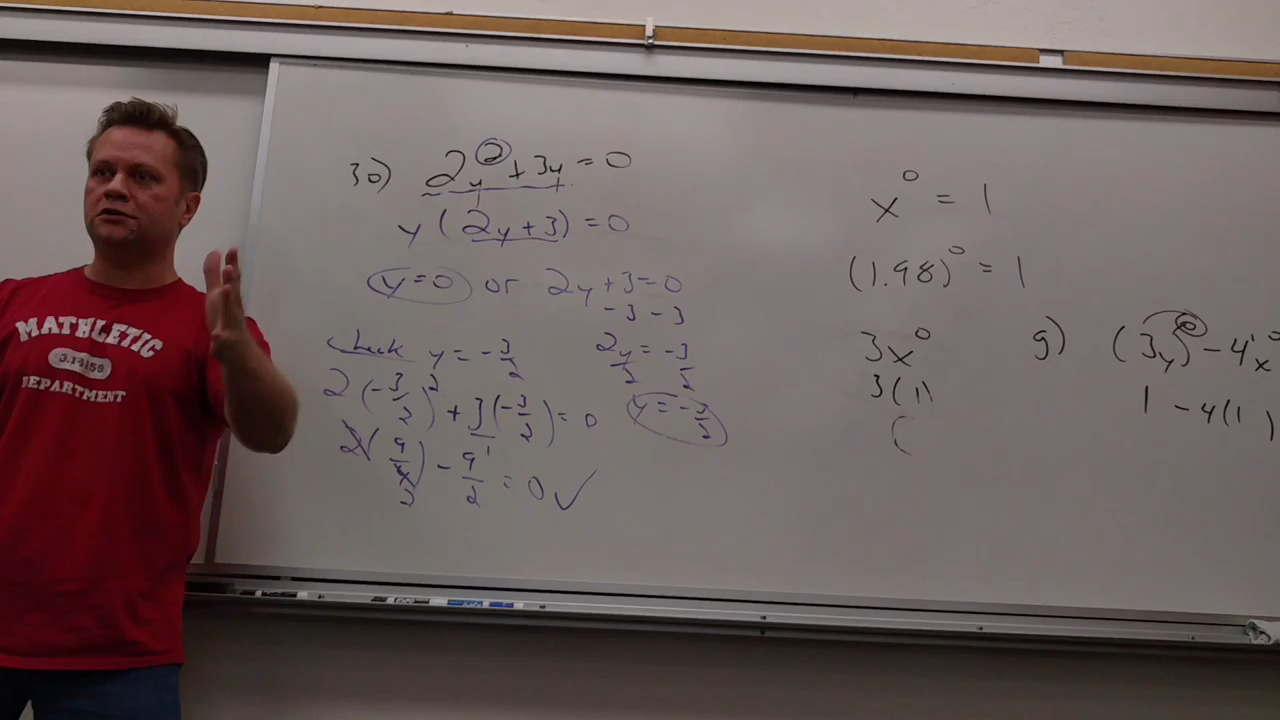 MATHLETIC
3.14159
DEPARTMENT
30) 2y² + 3y = 0
y (2y + 3) = 0
y = 0 or 2y + 3 = 0
- 3 - 3
2y = -3
2 2
y = -3/2
check y = -3/2
2(-3/2)² + 3(-3/2) = 0
2(9/4) - 9/2 = 0 ✓
2
x⁰ = 1
(1.98)⁰ = 1
3x⁰
3(1)
(
g) (3y)⁰ - 4¹x⁰
1 - 4(1)